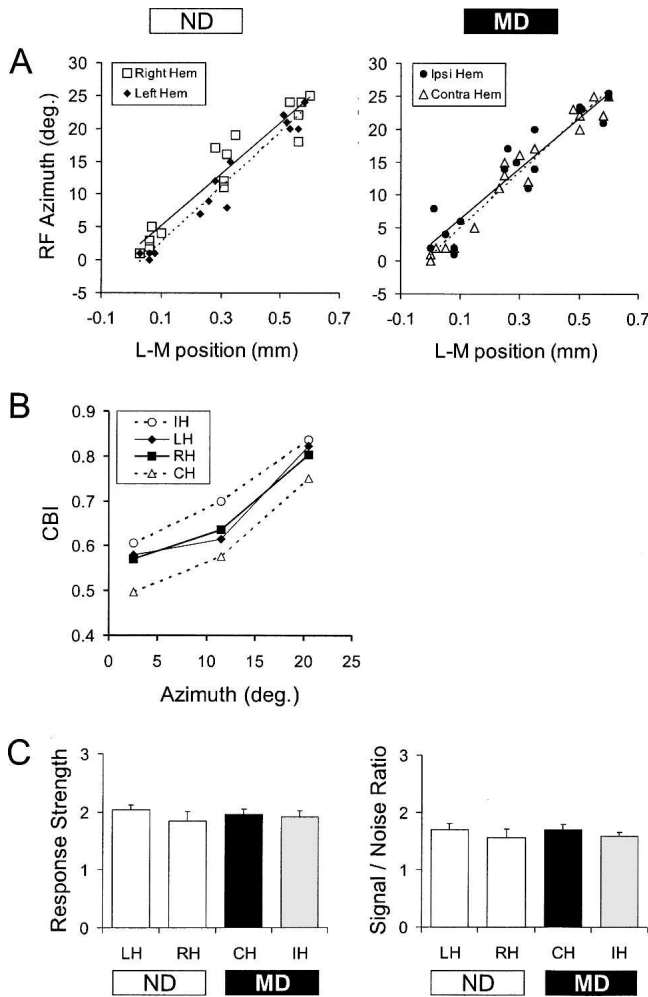 ND
MD
A
Right Hem
Left Hem
RF Azimuth (deg.)
30
25
20
15
10
5
0
-5
-0.1
0.1
0.3
0.5
0.7
L-M position (mm)
Ipsi Hem
Contra Hem
30
25
20
15
10
5
0
-5
-0.1
0.1
0.3
0.5
0.7
L-M position (mm)
B
IH
LH
RH
CH
CBI
0.9
0.8
0.7
0.6
0.5
0.4
0
5
10
15
20
25
Azimuth (deg.)
C
Response Strength
3
2
1
0
LH
RH
CH
IH
ND
MD
Signal / Noise Ratio
3
2
1
0
LH
RH
CH
IH
ND
MD